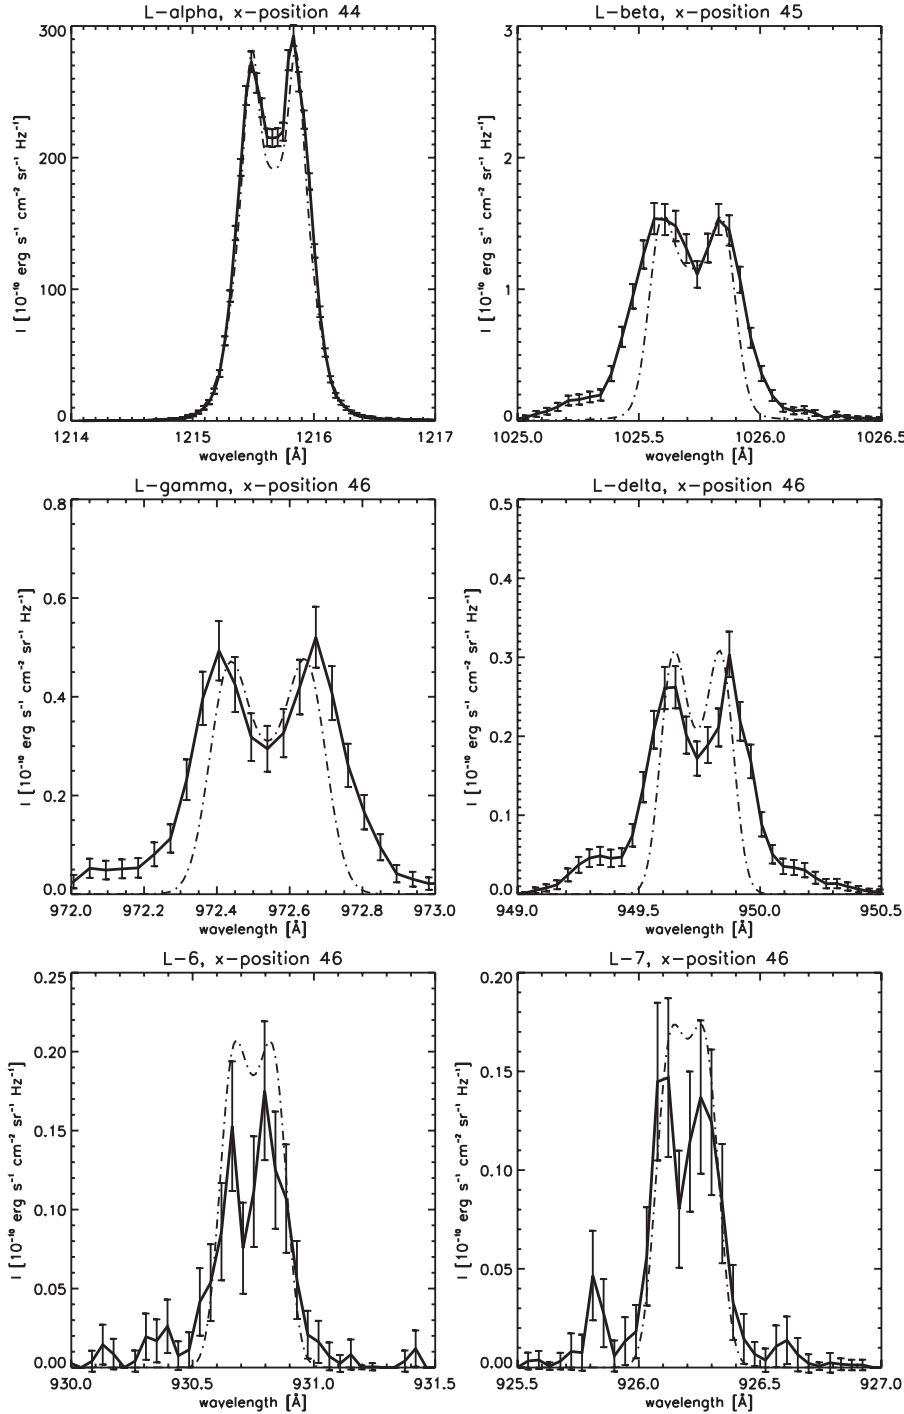 L-alpha, x-position 44
300
200
100
0
I [10⁻¹⁰ erg s⁻¹ cm⁻² sr⁻¹ Hz⁻¹]
1214 1215 1216 1217
wavelength [Å]
L-beta, x-position 45
3
2
1
0
I [10⁻¹⁰ erg s⁻¹ cm⁻² sr⁻¹ Hz⁻¹]
1025.0 1025.5 1026.0 1026.5
wavelength [Å]
L-gamma, x-position 46
0.8
0.6
0.4
0.2
0.0
I [10⁻¹⁰ erg s⁻¹ cm⁻² sr⁻¹ Hz⁻¹]
972.0 972.2 972.4 972.6 972.8 973.0
wavelength [Å]
L-delta, x-position 46
0.5
0.4
0.3
0.2
0.1
0.0
I [10⁻¹⁰ erg s⁻¹ cm⁻² sr⁻¹ Hz⁻¹]
949.0 949.5 950.0 950.5
wavelength [Å]
L-6, x-position 46
0.25
0.20
0.15
0.10
0.05
0.00
I [10⁻¹⁰ erg s⁻¹ cm⁻² sr⁻¹ Hz⁻¹]
930.0 930.5 931.0 931.5
wavelength [Å]
L-7, x-position 46
0.20
0.15
0.10
0.05
0.00
I [10⁻¹⁰ erg s⁻¹ cm⁻² sr⁻¹ Hz⁻¹]
925.5 926.0 926.5 927.0
wavelength [Å]